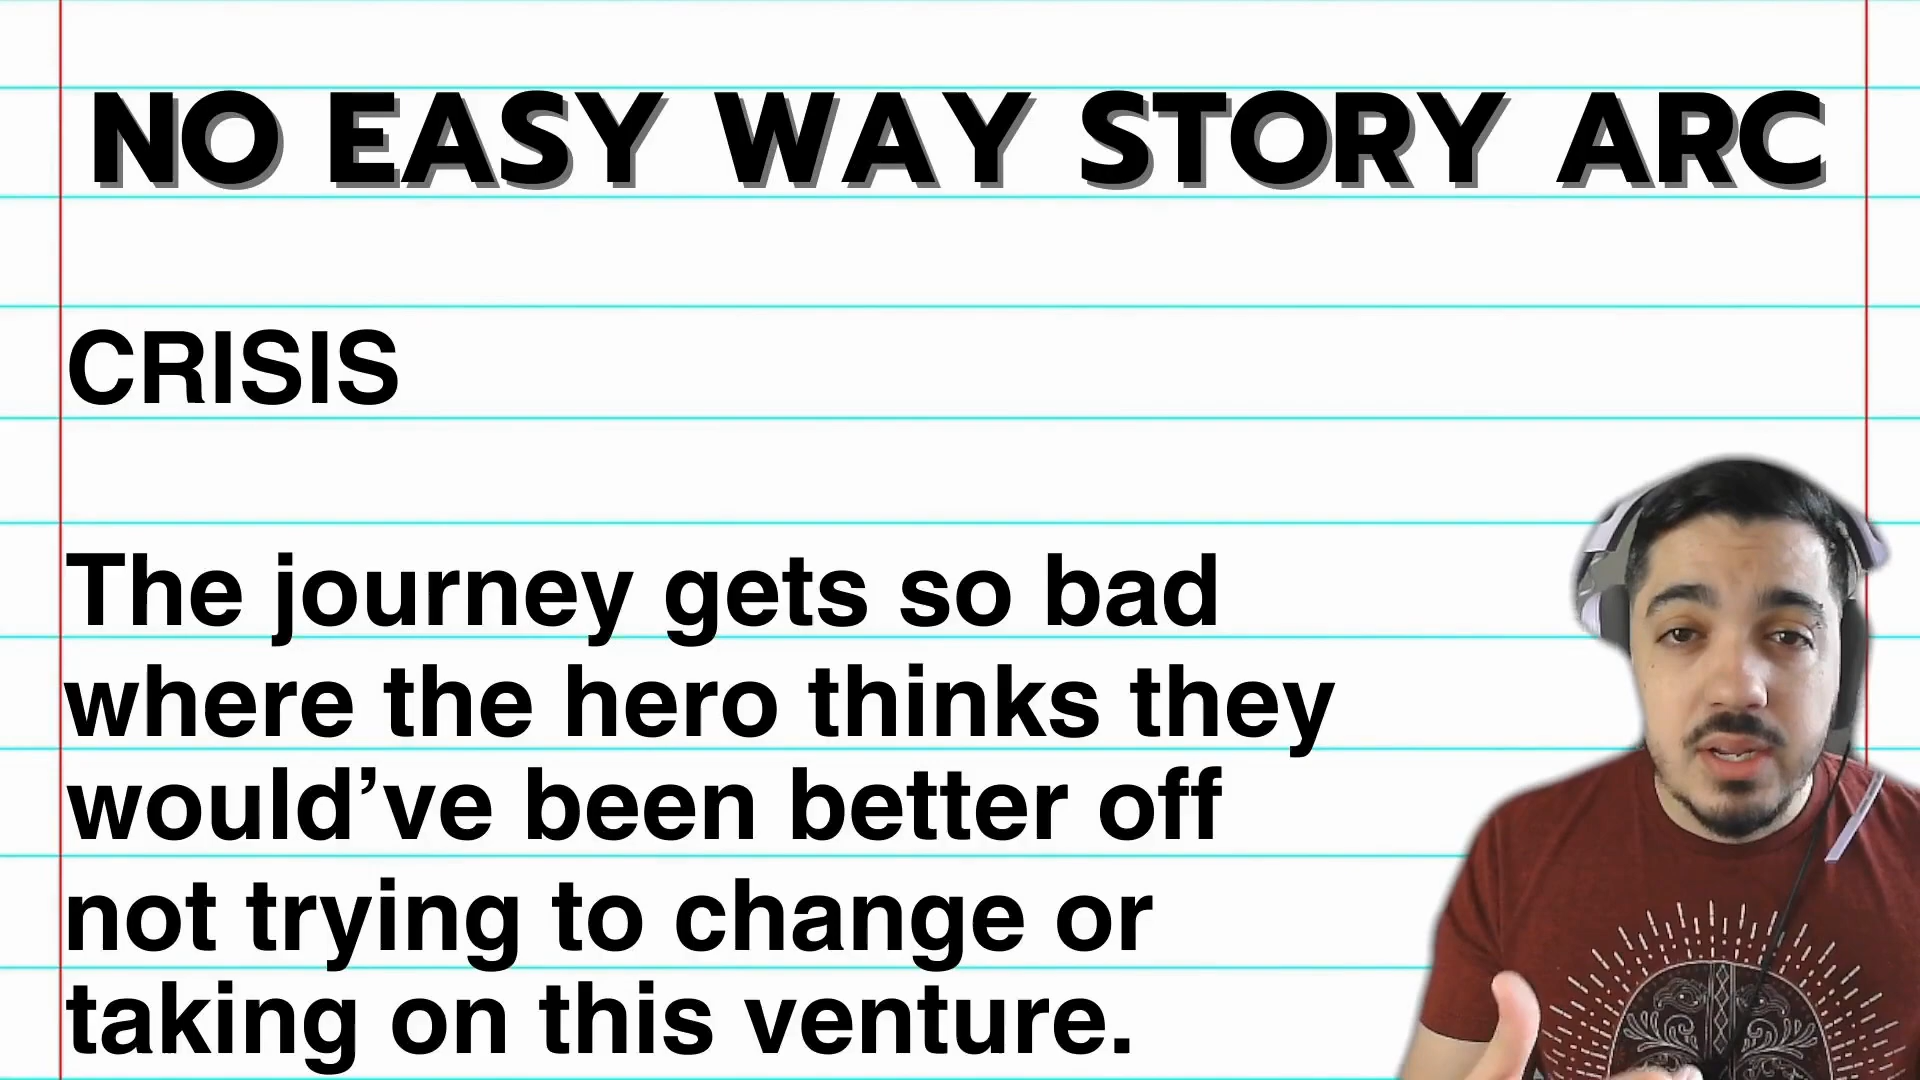 NO EASY WAY STORY ARC
CRISIS
The journey gets so bad
where the hero thinks they
would’ve been better off
not trying to change or
taking on this venture.